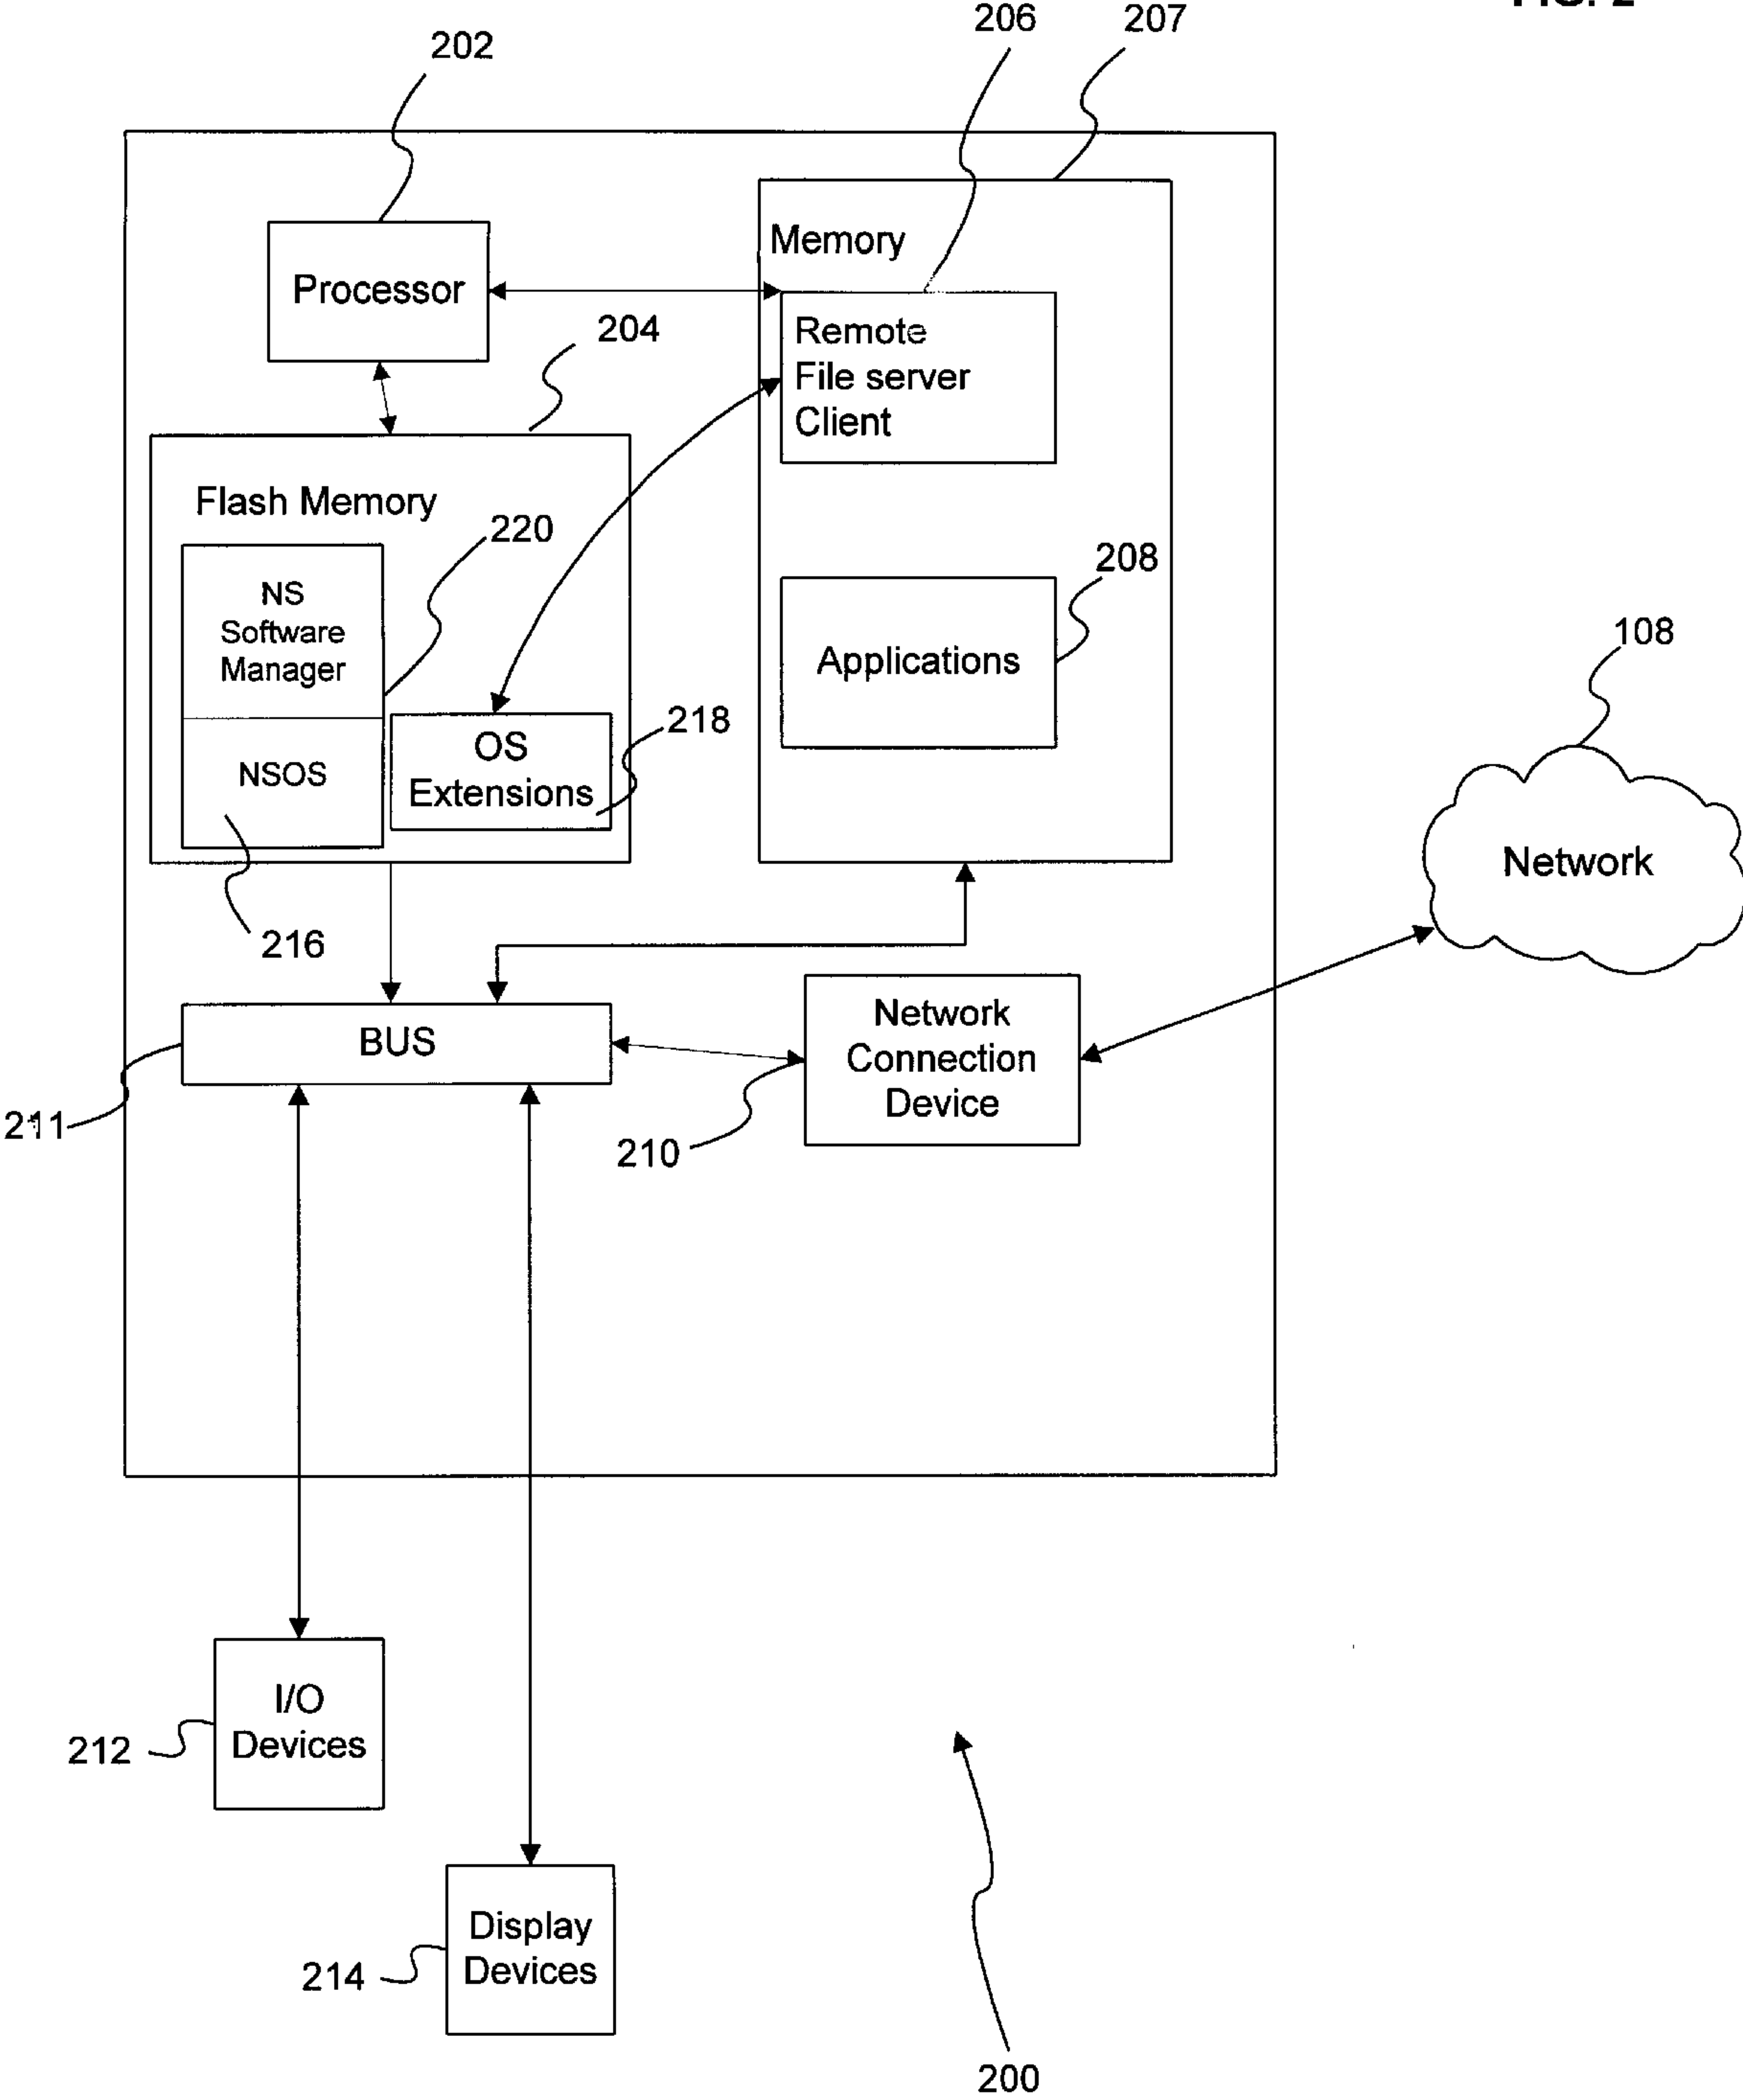 206
207
202
Memory
Processor
Remote
File server
Client
204
Flash Memory
220
208
NS
Software
Manager
Applications
108
218
OS
Extensions
NSOS
Network
216
Network
Connection
Device
BUS
211
210
I/O
Devices
212
Display
Devices
214
200